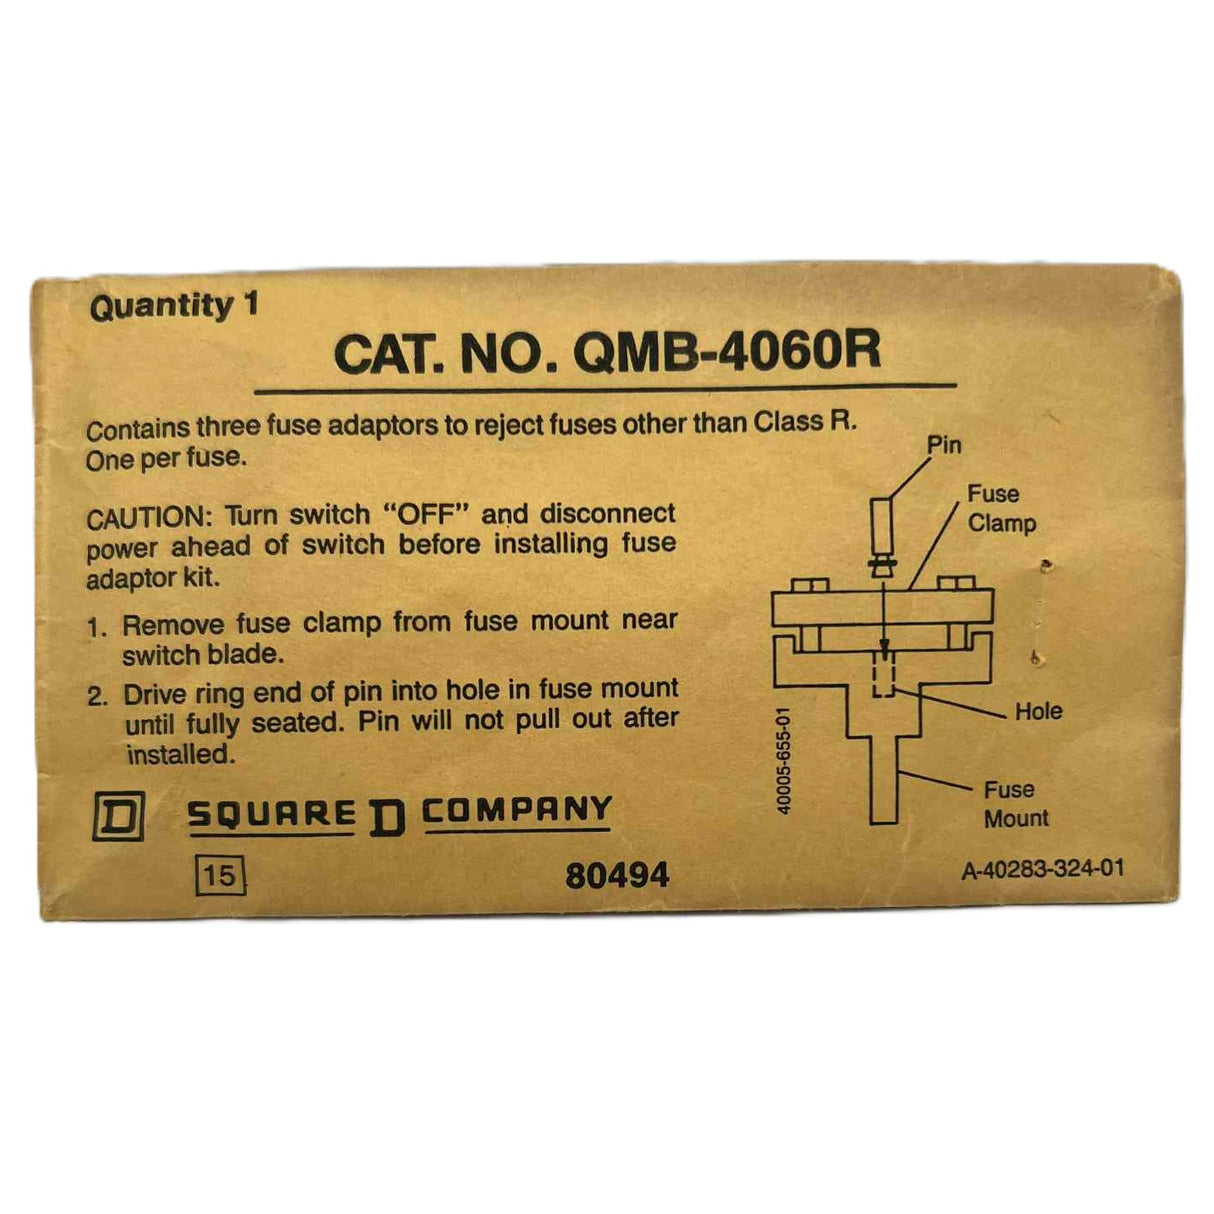 Quantity 1
CAT. NO. QMB-4060R
Contains three fuse adaptors to reject fuses other than Class R.
One per fuse.
CAUTION: Turn switch “OFF” and disconnect
power ahead of switch before installing fuse
adaptor kit.
1. Remove fuse clamp from fuse mount near
switch blade.
2. Drive ring end of pin into hole in fuse mount
until fully seated. Pin will not pull out after
installed.
Pin
Fuse
Clamp
Hole
Fuse
Mount
40005-655-01
D SQUARE D COMPANY
15
80494
A-40283-324-01